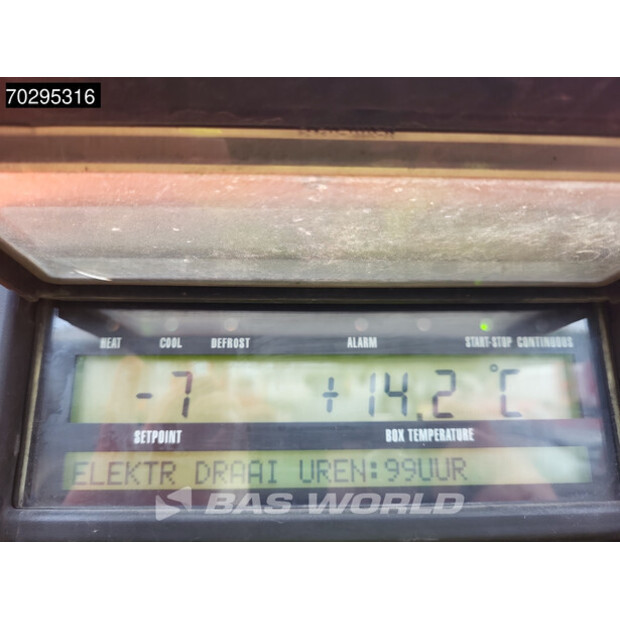 70295316
HEAT COOL DEFROST ALARM START-STOP CONTINUOUS
-7 +14.2 °C
SETPOINT BOX TEMPERATURE
ELEKTR DRAAI UREN:99UUR
BAS WORLD